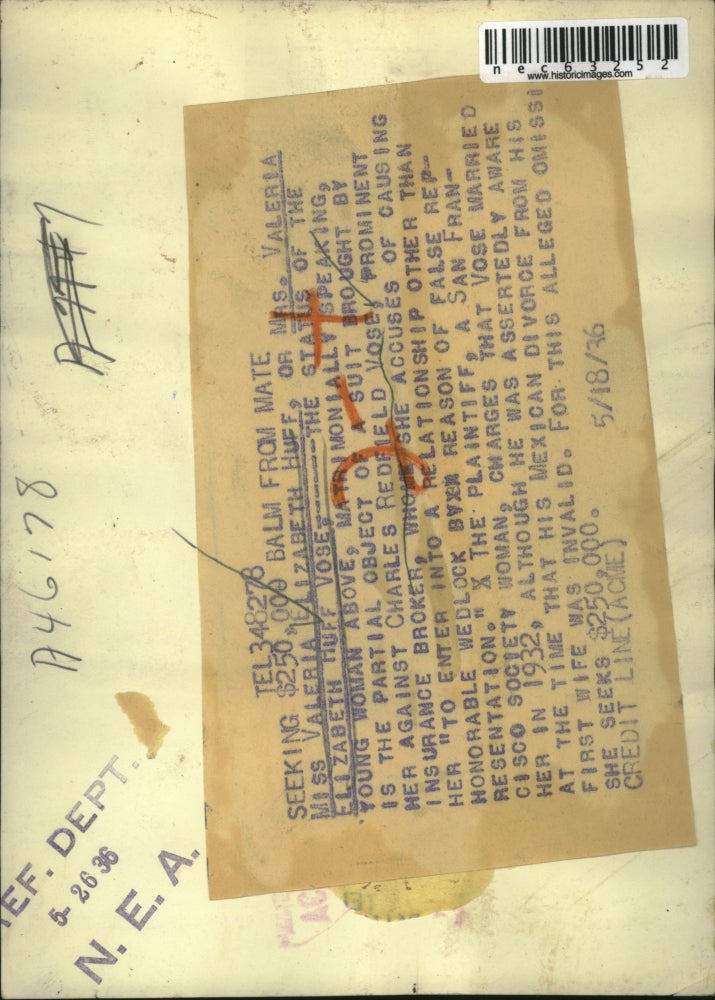 nec63252
www.historicimages.com
TEL348278
SEEKING $250,000 BALM FROM MATE
MISS VALERIA ELIZABETH HUFF, OR MRS. VALERIA
ELIZABETH HUFF VOSE,------THE STATUS OF THE
YOUNG WOMAN ABOVE, MATRIMONIALLY SPEAKING,
IS THE PARTIAL OBJECT OF A SUIT BROUGHT BY
HER AGAINST CHARLES REDFIELD VOSE, PROMINENT
INSURANCE BROKER, WHOM SHE ACCUSES OF CAUSING
HER "TO ENTER INTO A RELATIONSHIP OTHER THAN
HONORABLE WEDLOCK BY REASON OF FALSE REP-
RESENTATION." X THE PLAINTIFF, A SAN FRAN-
CISCO SOCIETY WOMAN, CHARGES THAT VOSE MARRIED
HER IN 1932, ALTHOUGH HE WAS ASSERTEDLY AWARE
AT THE TIME THAT HIS MEXICAN DIVORCE FROM HIS
FIRST WIFE WAS INVALID. FOR THIS ALLEGED OMISSI
SHE SEEKS $250,000.
CREDIT LINE (ACME) 5/18/36
2-4
A46178
REF. DEPT.
5-2636
N. E. A.